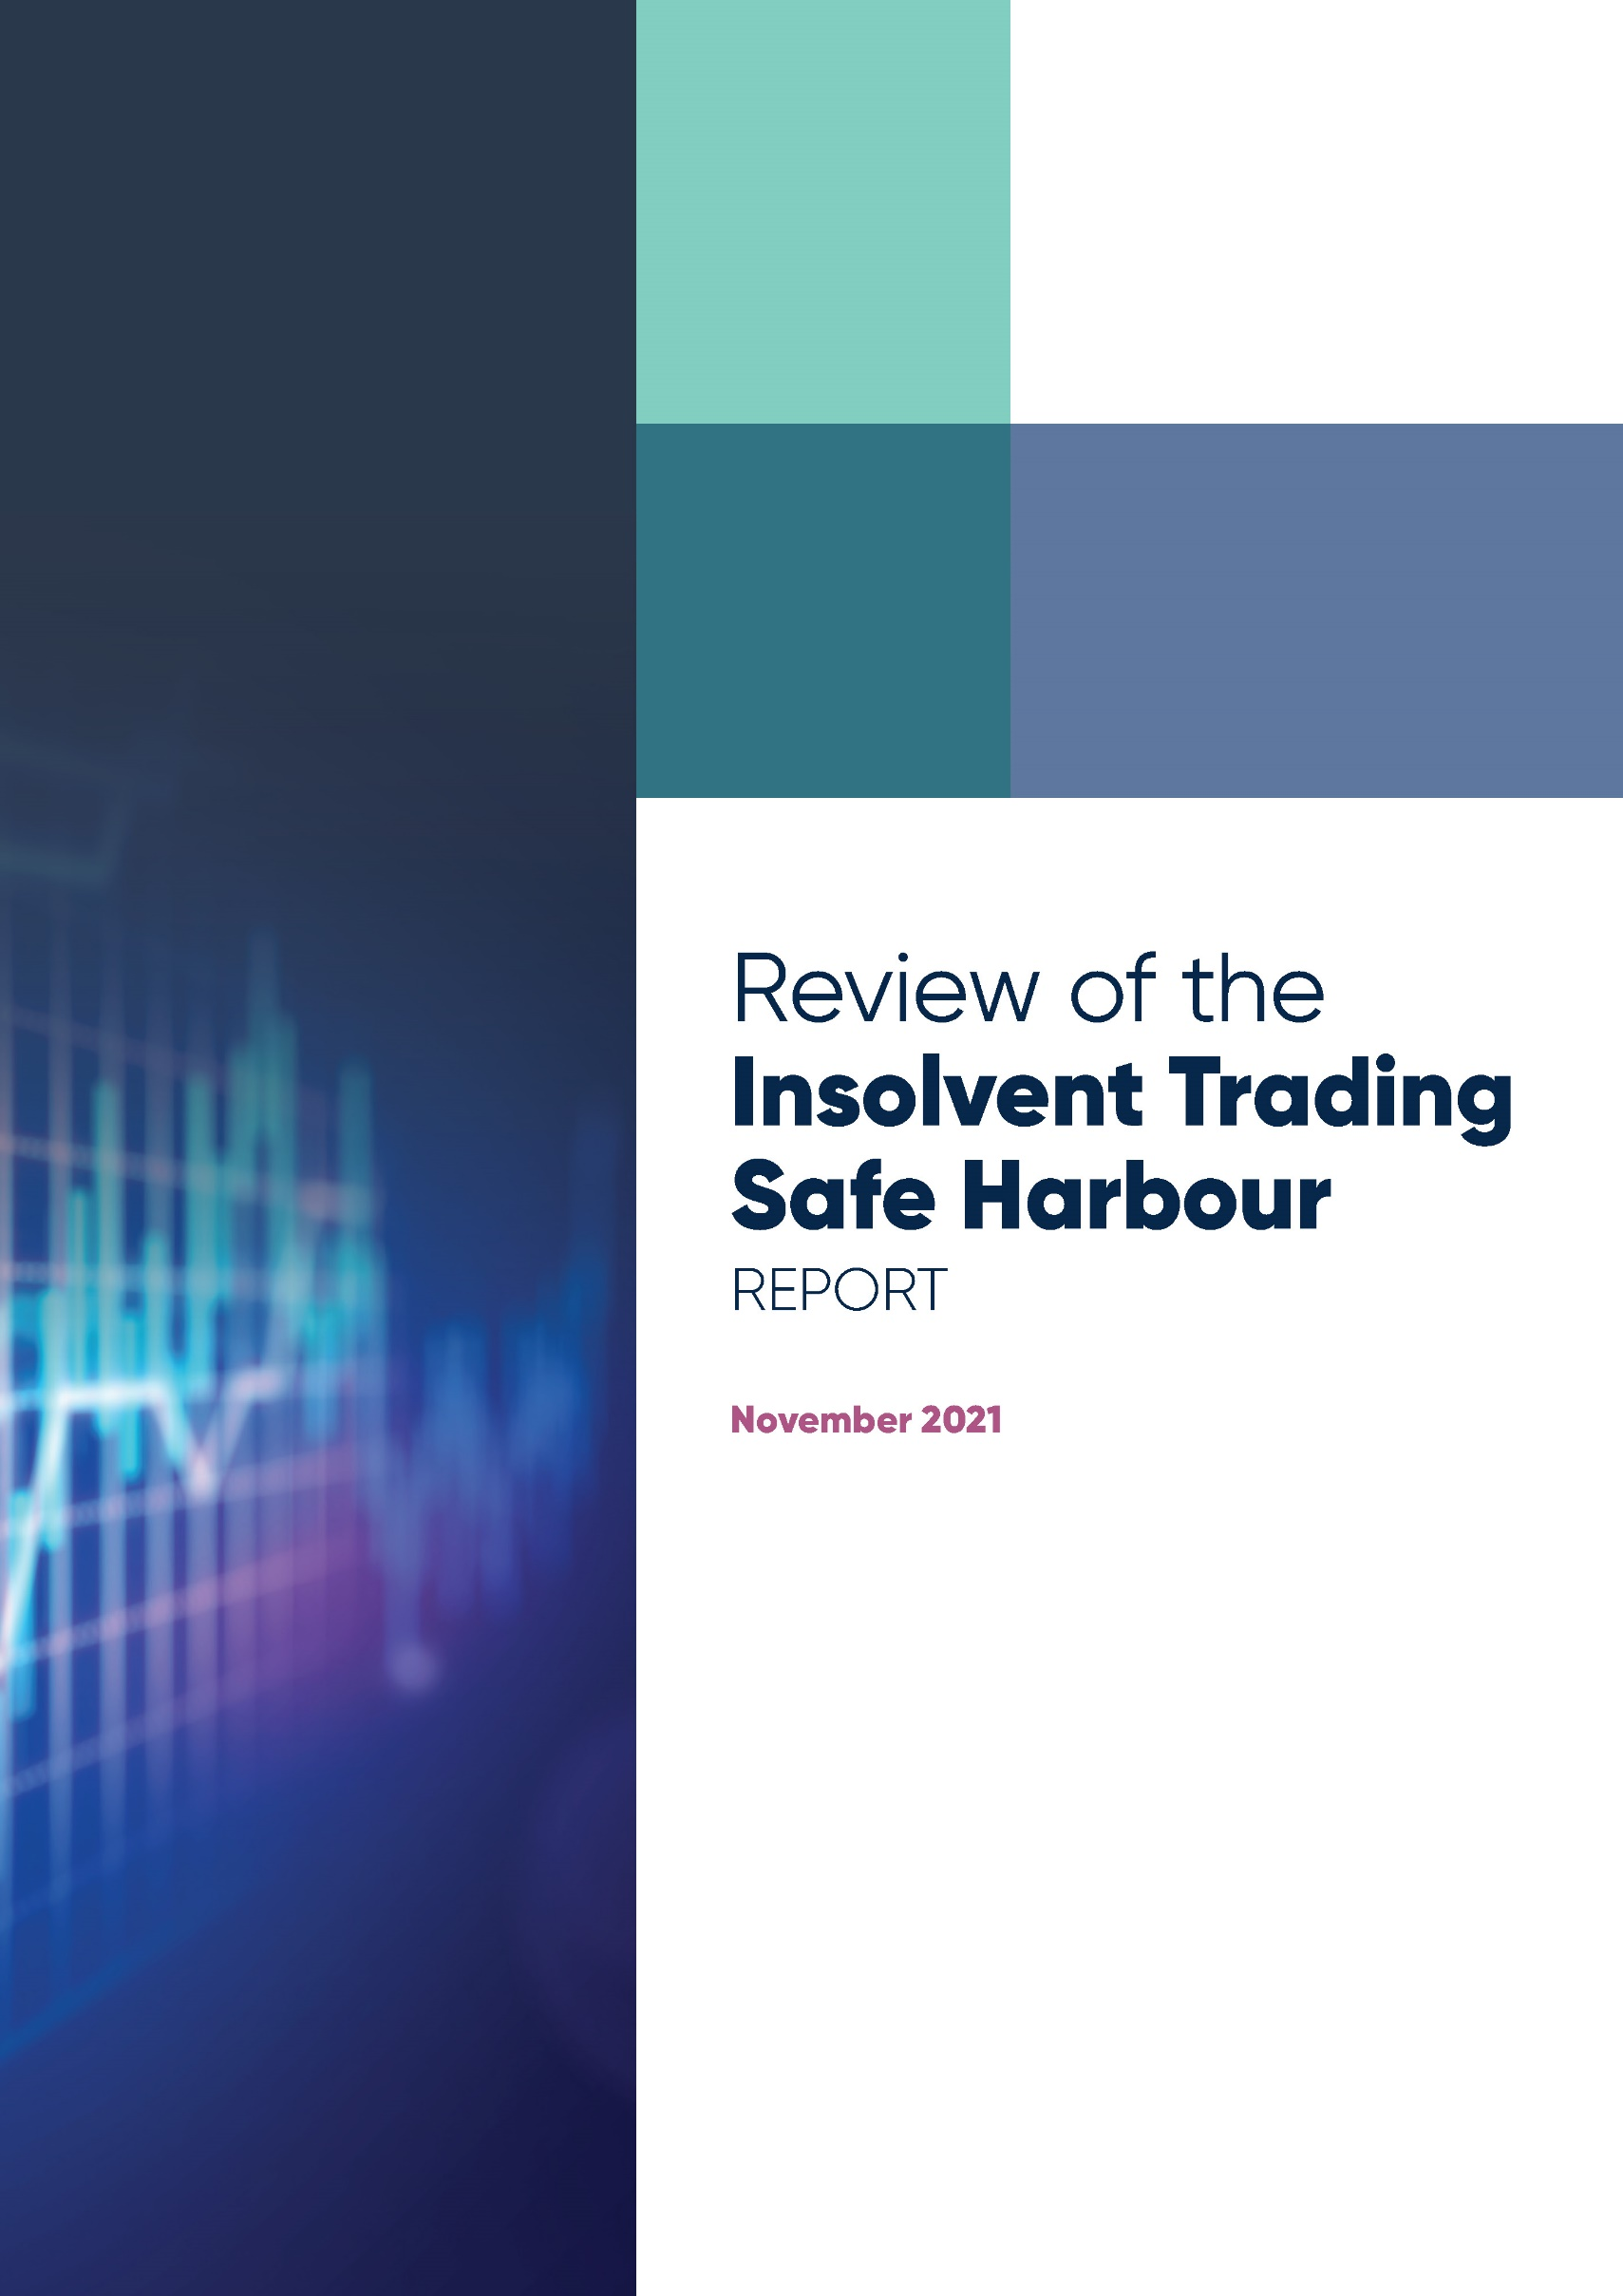 Review of the
Insolvent Trading
Safe Harbour
REPORT
November 2021